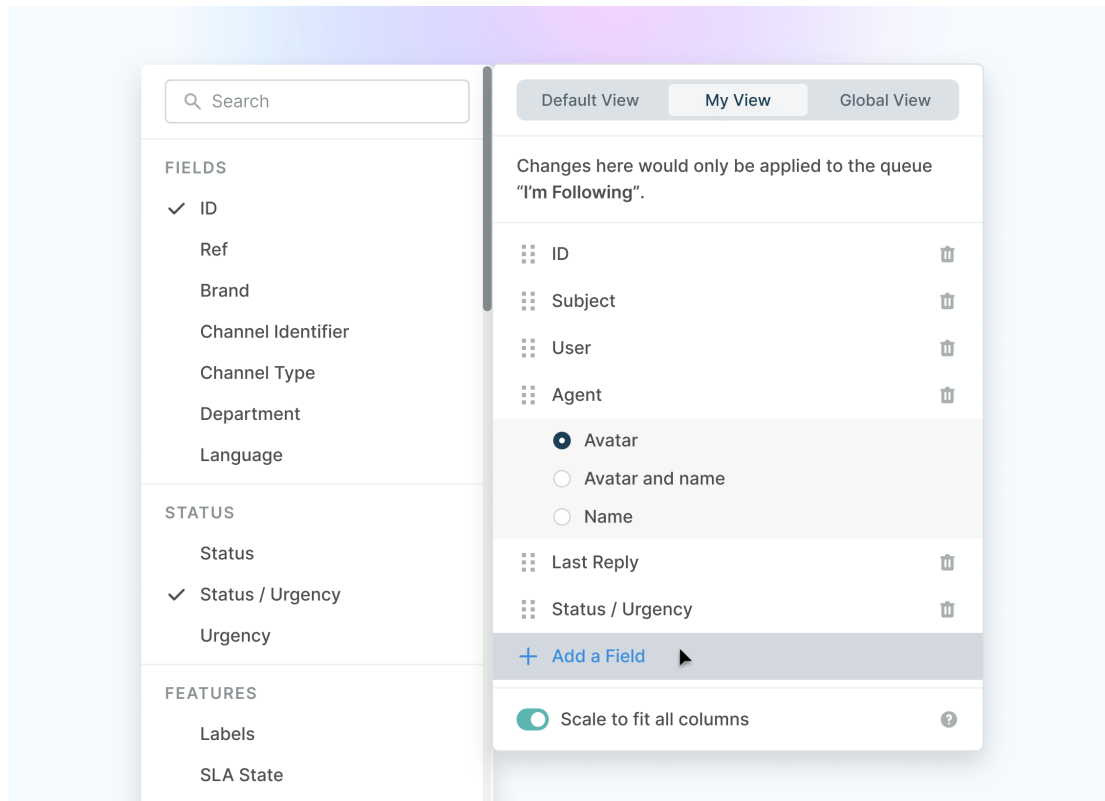 Search
FIELDS
ID
Ref
Brand
Channel Identifier
Channel Type
Department
Language
STATUS
Status
Status / Urgency
Urgency
FEATURES
Labels
SLA State
Default View
My View
Global View
Changes here would only be applied to the queue
“I’m Following”.
ID
Subject
User
Agent
Avatar
Avatar and name
Name
Last Reply
Status / Urgency
Add a Field
Scale to fit all columns
?